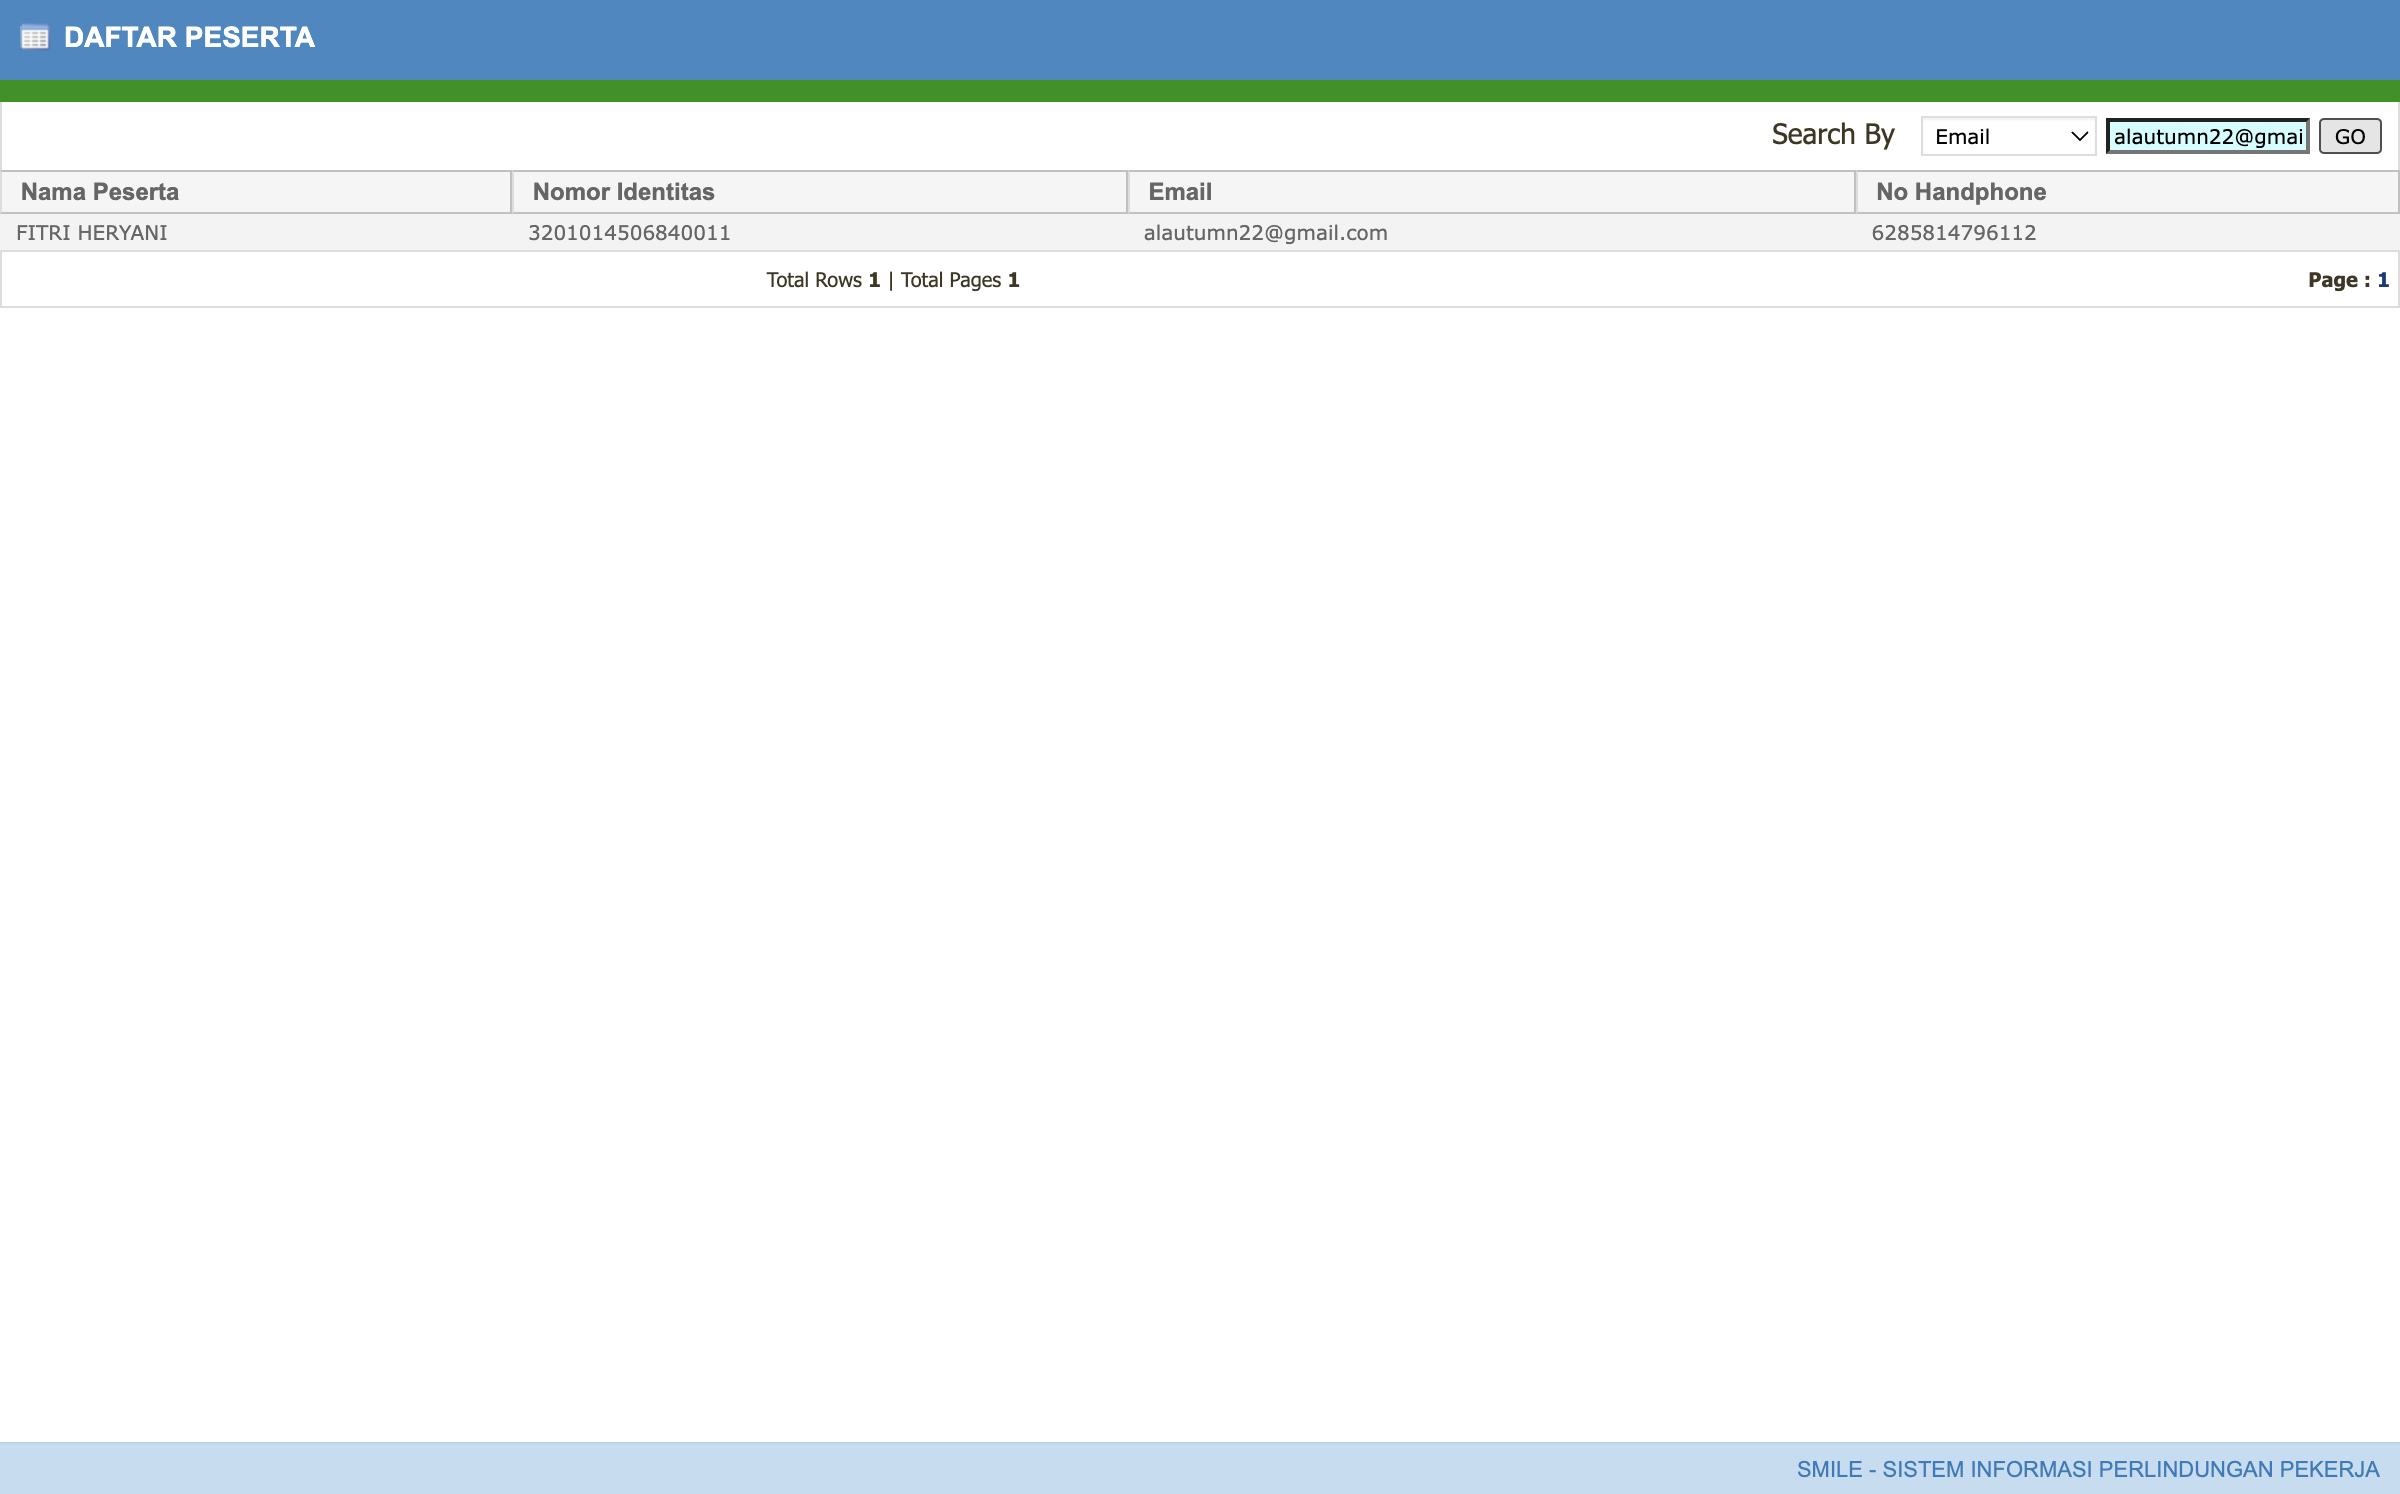 DAFTAR PESERTA
Search By Email alautumn22@gmai GO
Nama Peserta Nomor Identitas Email No Handphone
FITRI HERYANI 3201014506840011 alautumn22@gmail.com 6285814796112
Total Rows 1 | Total Pages 1 Page : 1
SMILE - SISTEM INFORMASI PERLINDUNGAN PEKERJA